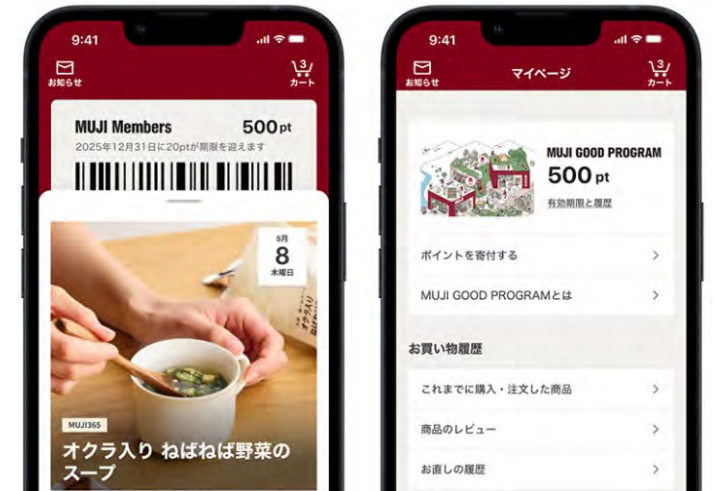 9:41
お知らせ
3
カート
MUJI Members
500pt
2025年12月31日に20ptが期限を迎えます
5月
8
木曜日
オクラ入り
MUJI365
オクラ入り ねばねば野菜の
スープ
9:41
お知らせ
マイページ
3
カート
MUJI GOOD PROGRAM
500 pt
有効期限と履歴
ポイントを寄付する
MUJI GOOD PROGRAMとは
お買い物履歴
これまでに購入・注文した商品
商品のレビュー
お直しの履歴